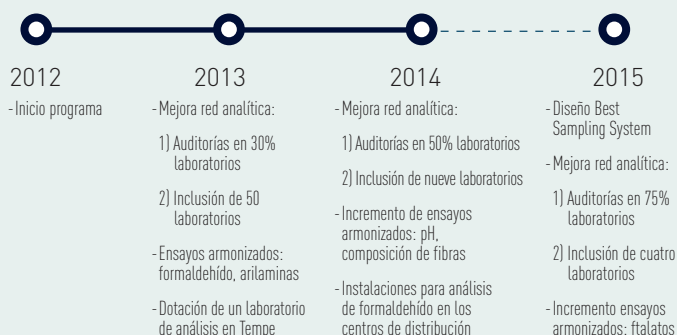 2012
- Inicio programa
2013
- Mejora red analítica:
1) Auditorías en 30%
laboratorios
2) Inclusión de 50
laboratorios
- Ensayos armonizados:
formaldehído, arilaminas
- Dotación de un laboratorio
de análisis en Tempe
2014
- Mejora red analítica:
1) Auditorías en 50% laboratorios
2) Inclusión de nueve laboratorios
- Incremento de ensayos
armonizados: pH,
composición de fibras
- Instalaciones para análisis
de formaldehído en los
centros de distribución
2015
- Diseño Best
Sampling System
- Mejora red analítica:
1) Auditorías en 75%
laboratorios
2) Inclusión de cuatro
laboratorios
- Incremento ensayos
armonizados: ftalatos